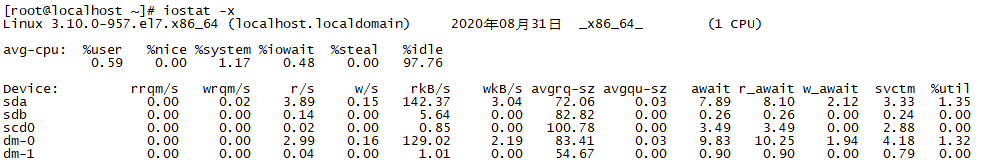 [root@localhost ~]# iostat -x
Linux 3.10.0-957.el7.x86_64 (localhost.localdomain) 2020年08月31日 _x86_64_ (1 CPU)
avg-cpu: %user %nice %system %iowait %steal %idle
0.59 0.00 1.17 0.48 0.00 97.76
Device: rrqm/s wrqm/s r/s w/s rkB/s wkB/s avgrq-sz avgqu-sz await r_await w_await svctm %util
sda 0.00 0.02 3.89 0.15 142.37 3.04 72.06 0.03 7.89 8.10 2.12 3.33 1.35
sdb 0.00 0.00 0.14 0.00 5.64 0.00 82.82 0.00 0.26 0.26 0.00 0.24 0.00
scd0 0.00 0.00 0.02 0.00 0.85 0.00 100.78 0.00 3.49 3.49 0.00 2.88 0.00
dm-0 0.00 0.00 2.99 0.16 129.02 2.19 83.41 0.03 9.83 10.25 1.94 4.18 1.32
dm-1 0.00 0.00 0.04 0.00 1.01 0.00 54.67 0.00 0.90 0.90 0.00 0.79 0.00